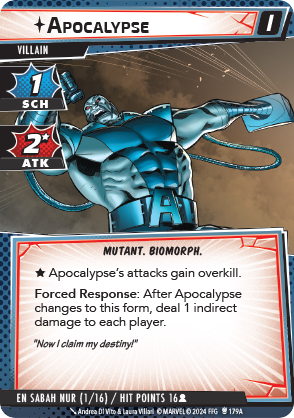 APOCALYPSE
I
VILLAIN
1
SCH
2★
ATK
A
MUTANT. BIOMORPH.
★ Apocalypse's attacks gain overkill.
Forced Response: After Apocalypse
changes to this form, deal 1 indirect
damage to each player.
"Now I claim my destiny!"
EN SABAH NUR (1/16) / HIT POINTS 16
Andrea Di Vito & Laura Villari © MARVEL © 2024 FFG 179A